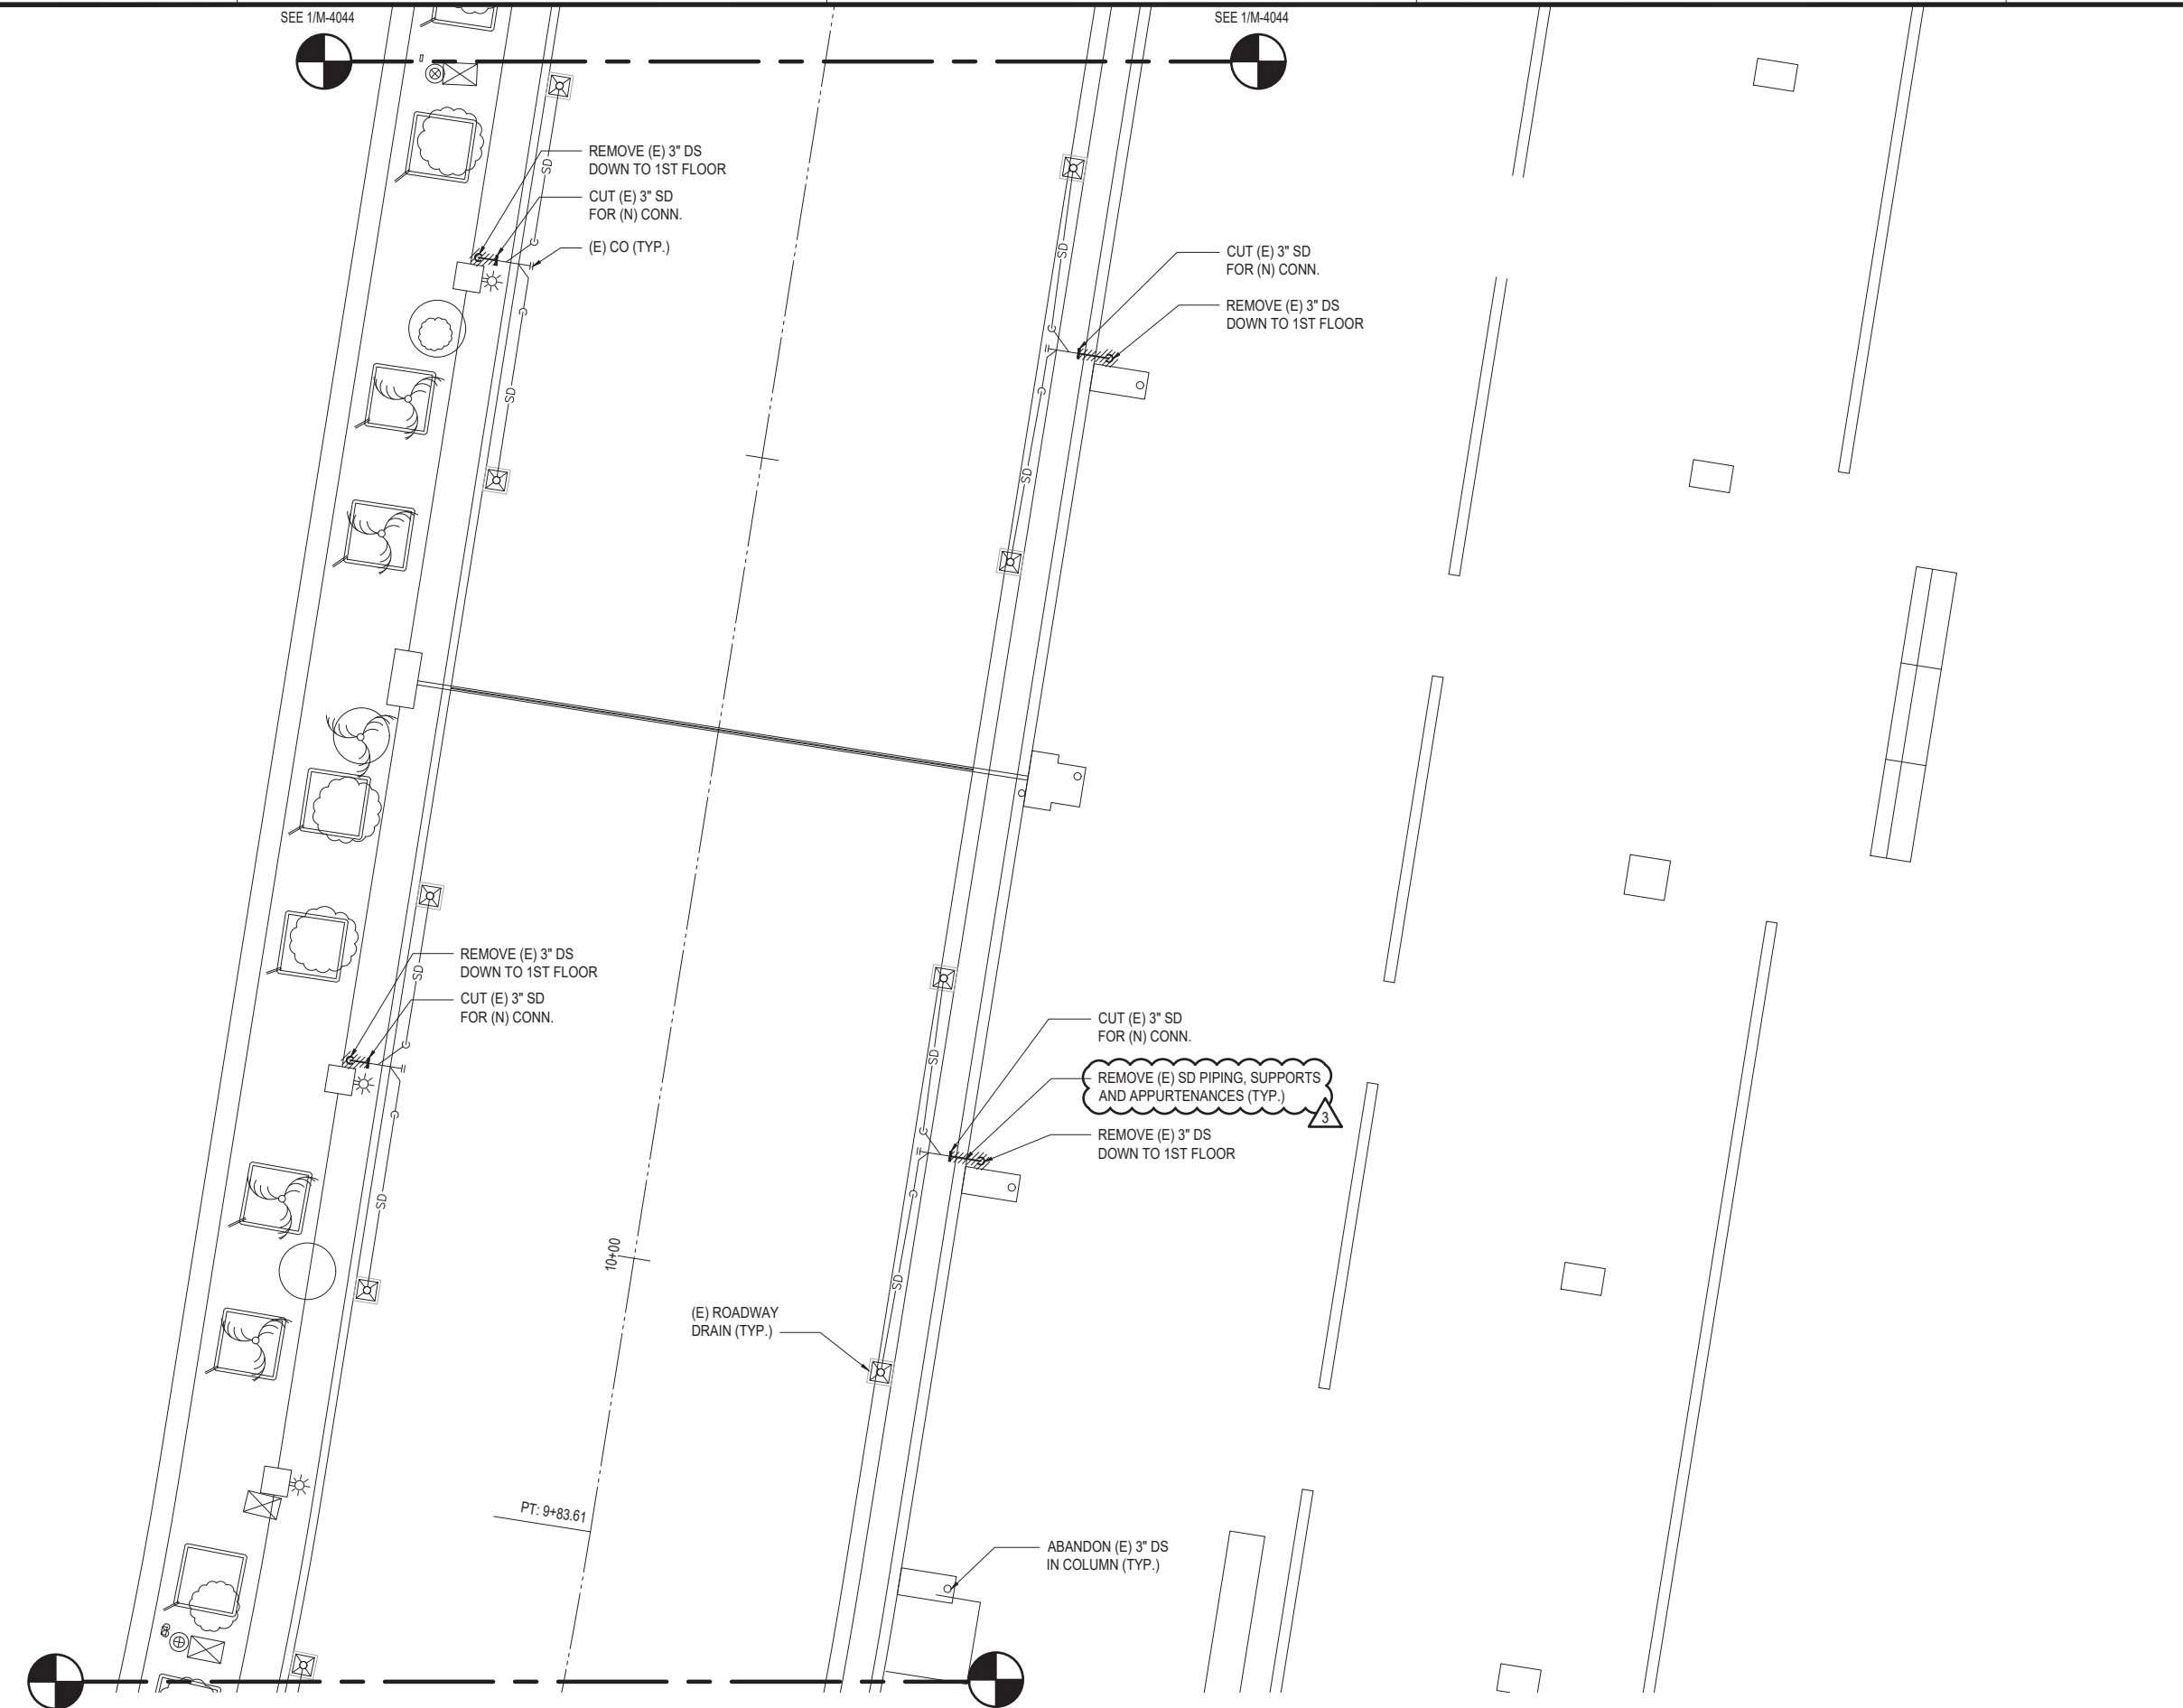 SEE 1/M-4044
SEE 1/M-4044
REMOVE (E) 3" DS
DOWN TO 1ST FLOOR
CUT (E) 3" SD
FOR (N) CONN.
(E) CO (TYP.)
SD
SD
SD
SD
CUT (E) 3" SD
FOR (N) CONN.
REMOVE (E) 3" DS
DOWN TO 1ST FLOOR
REMOVE (E) 3" DS
DOWN TO 1ST FLOOR
CUT (E) 3" SD
FOR (N) CONN.
SD
SD
SD
SD
CUT (E) 3" SD
FOR (N) CONN.
REMOVE (E) SD PIPING, SUPPORTS
AND APPURTENANCES (TYP.)
3
REMOVE (E) 3" DS
DOWN TO 1ST FLOOR
10+00
(E) ROADWAY
DRAIN (TYP.)
PT: 9+83.61
ABANDON (E) 3" DS
IN COLUMN (TYP.)